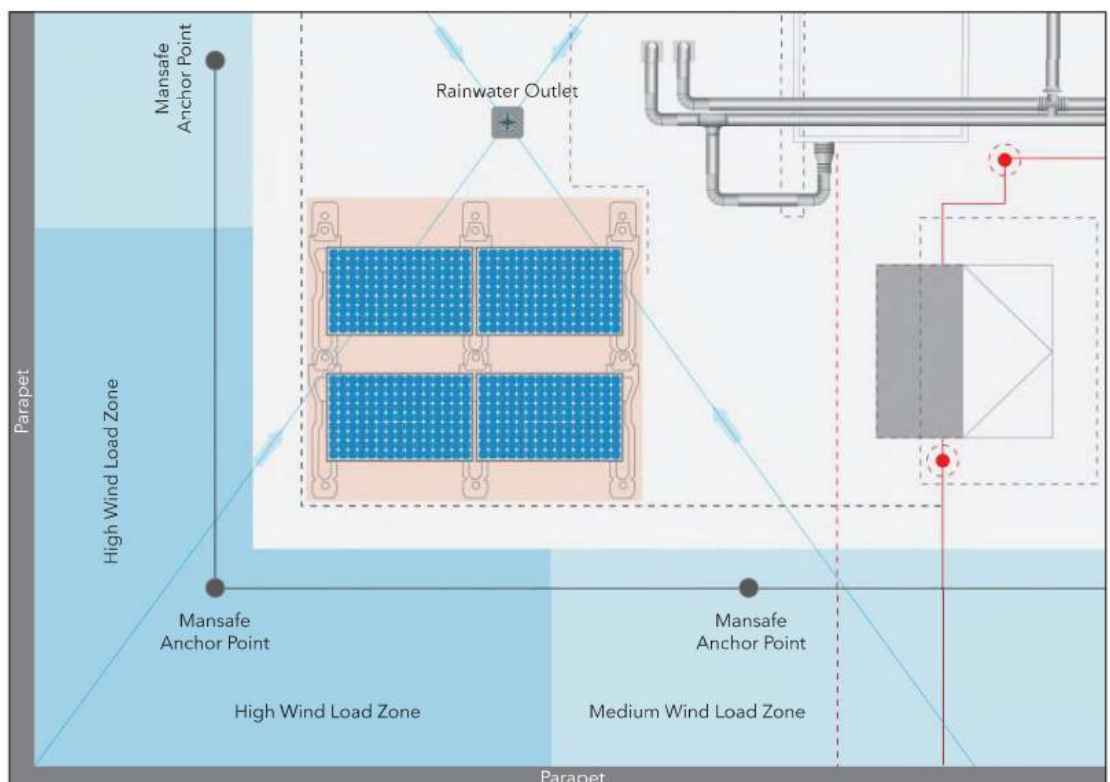 Mansafe
Anchor Point
Rainwater Outlet
Parapet
High Wind Load Zone
Mansafe
Anchor Point
Mansafe
Anchor Point
High Wind Load Zone
Medium Wind Load Zone
Parapet